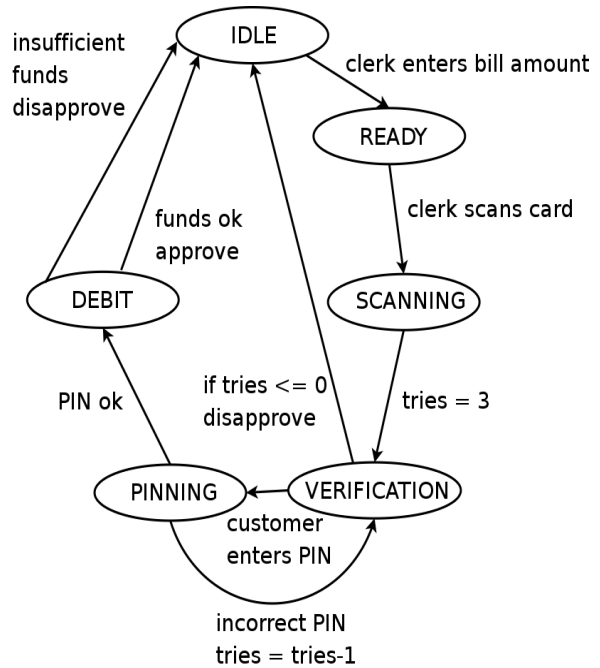 IDLE
insufficient
funds
disapprove
clerk enters bill amount
READY
clerk scans card
funds ok
approve
DEBIT
SCANNING
if tries <= 0
disapprove
PIN ok
tries = 3
PINNING
VERIFICATION
customer
enters PIN
incorrect PIN
tries = tries-1